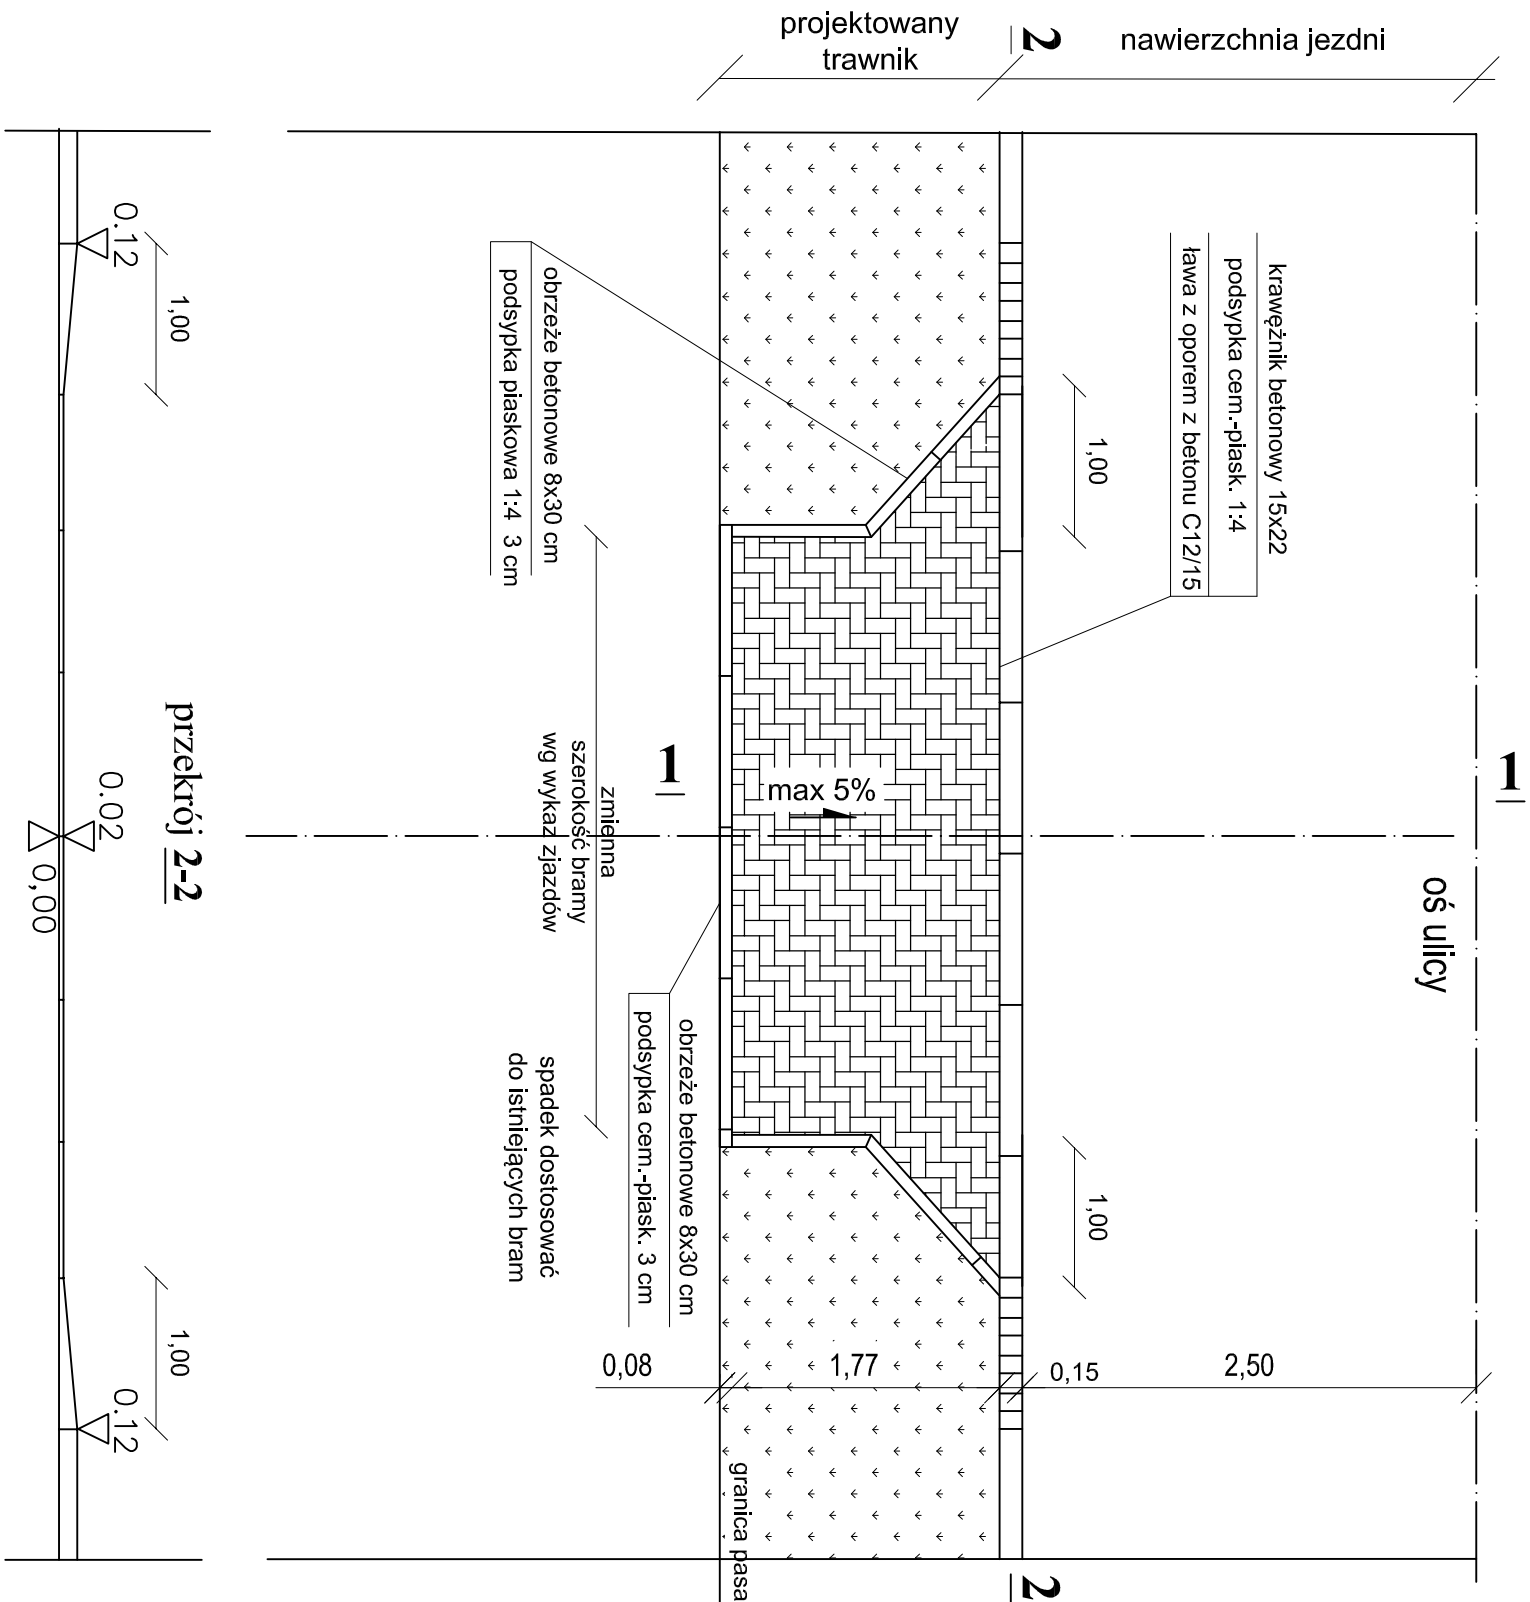 projektowany
trawnik
2
nawierzchnia jezdni
krawężnik betonowy 15x22
podsypka cem.-piask. 1:4
ława z oporem z betonu C12/15
1,00
obrzeże betonowe 8x30 cm
podsypka piaskowa 1:4 3 cm
0.12
1,00
1
1
max 5%
oś ulicy
zmienna
szerokość bramy
wg wykaz zjazdów
przekrój 2-2
0.02
0,00
obrzeże betonowe 8x30 cm
podsypka cem.-piask. 3 cm
spadek dostosować
do istniejących bram
1,00
1,00
0.12
0,08
1,77
0,15
2,50
granica pasa
2